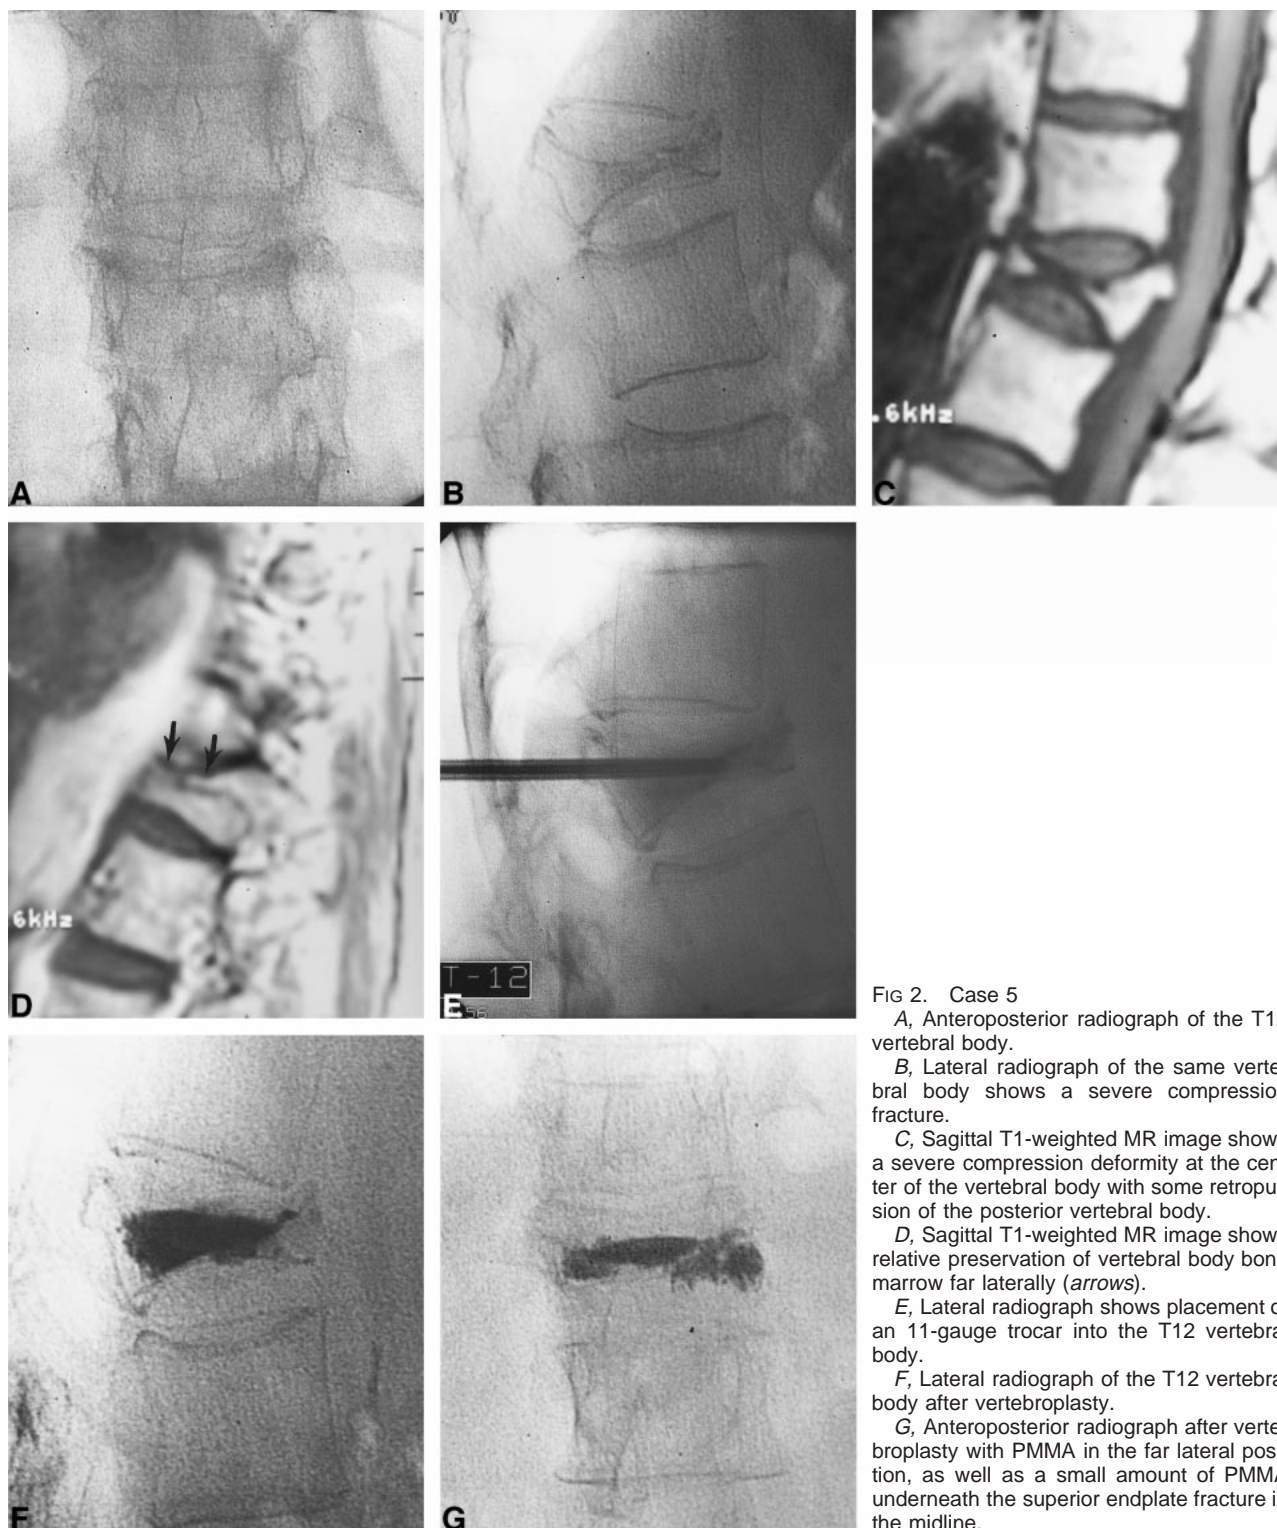 A
B
C
.6kHz
D
6kHz
T-12
E
56
F
G
FIG 2. Case 5
A, Anteroposterior radiograph of the T1
vertebral body.
B, Lateral radiograph of the same verte-
bral body shows a severe compression
fracture.
C, Sagittal T1-weighted MR image show
a severe compression deformity at the cen-
ter of the vertebral body with some retropul
sion of the posterior vertebral body.
D, Sagittal T1-weighted MR image show
relative preservation of vertebral body bon
marrow far laterally (arrows).
E, Lateral radiograph shows placement o
an 11-gauge trocar into the T12 vertebra
body.
F, Lateral radiograph of the T12 vertebra
body after vertebroplasty.
G, Anteroposterior radiograph after verte-
broplasty with PMMA in the far lateral posi
tion, as well as a small amount of PMMA
underneath the superior endplate fracture i
the midline.